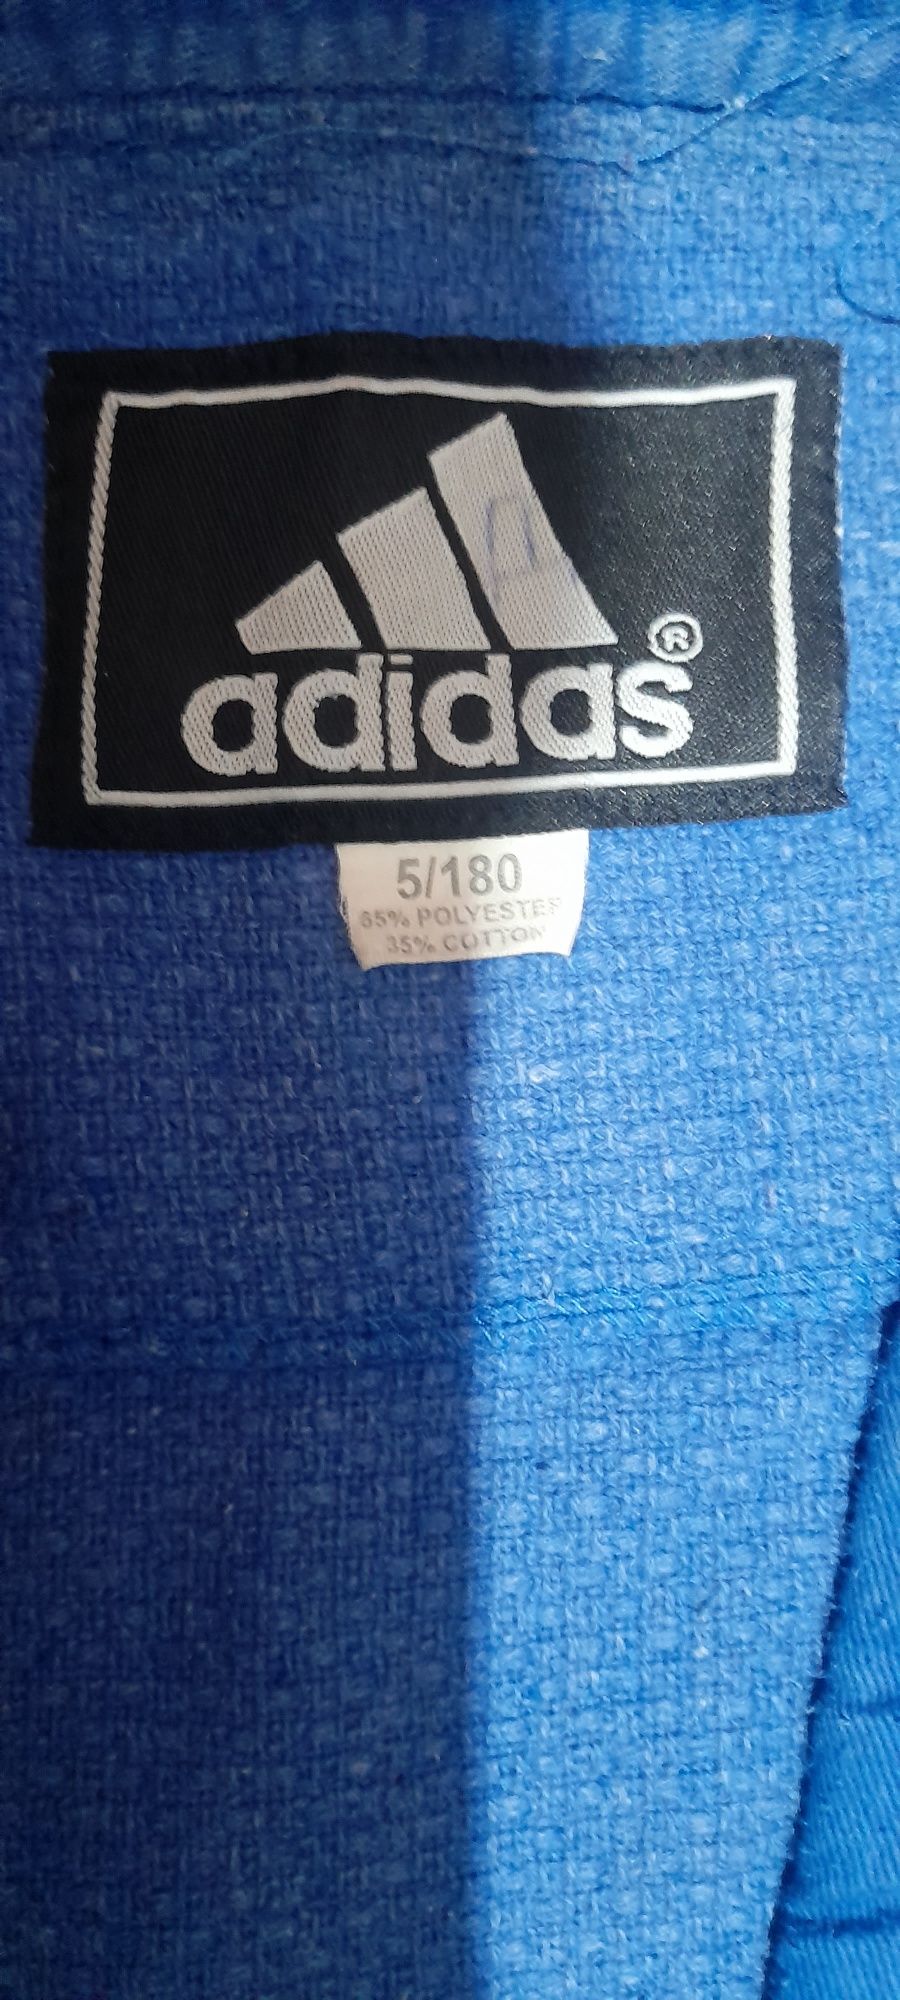 adidas®
5/180
65% POLYESTER
35% COTTON